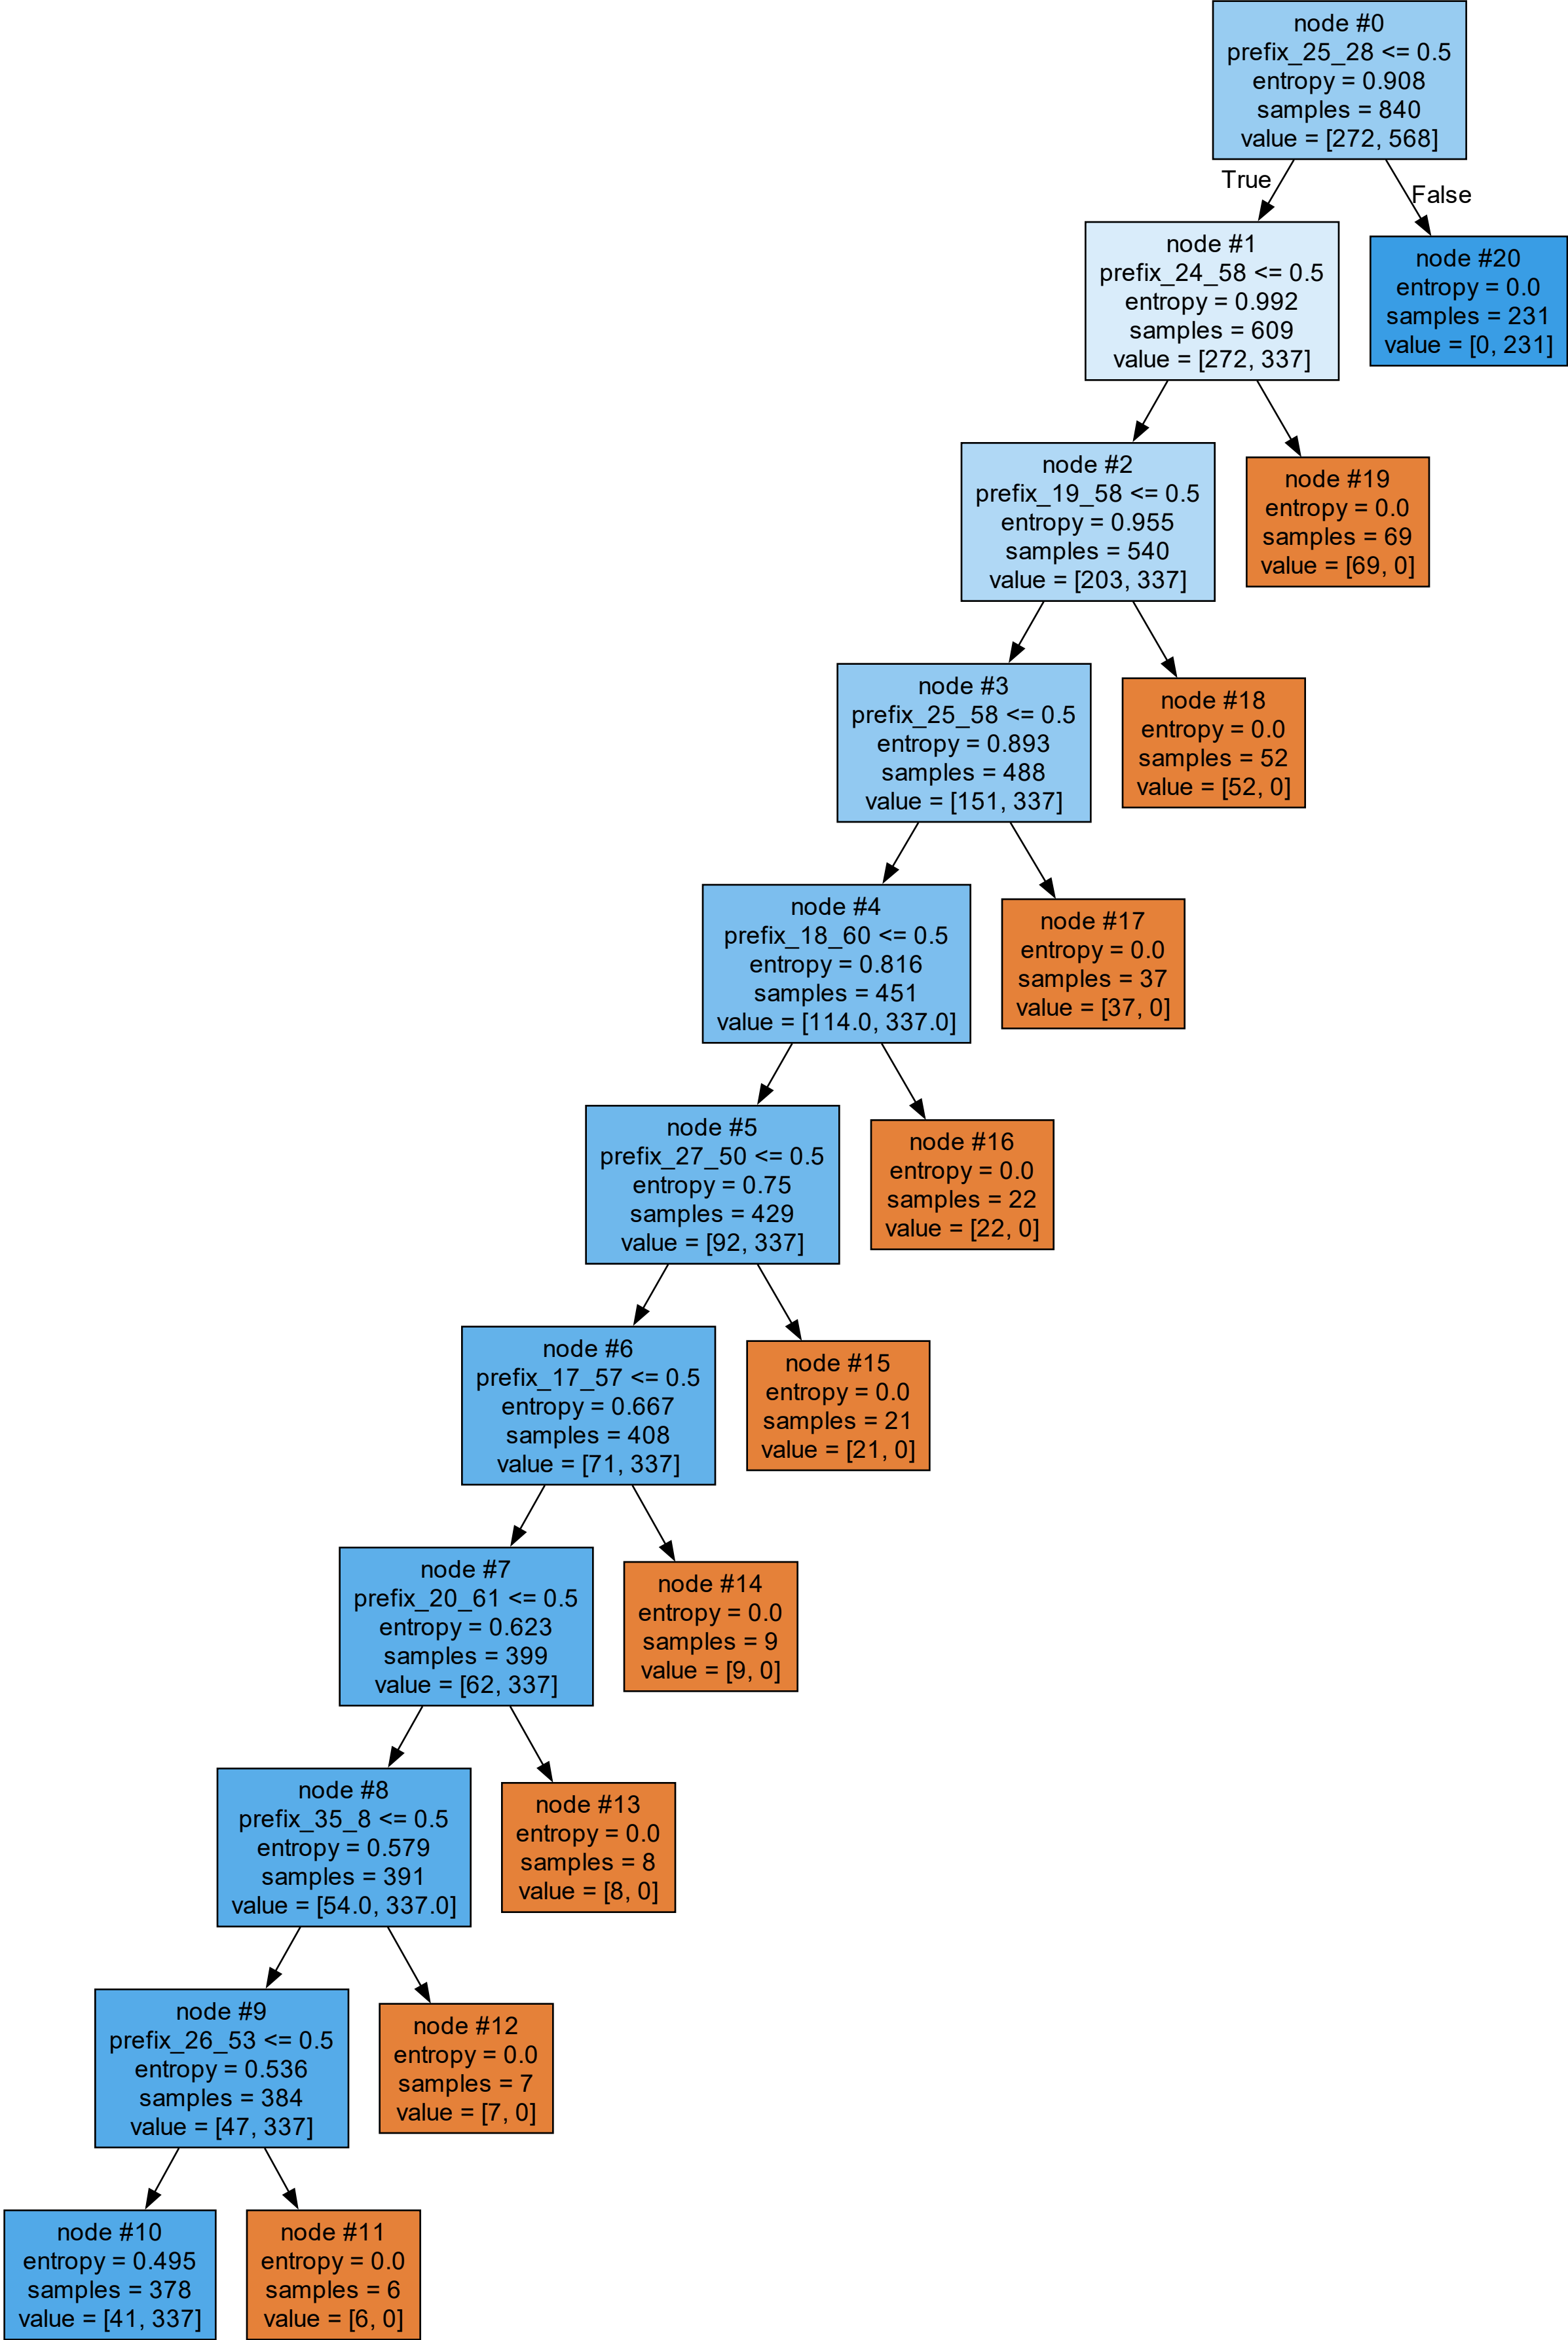 node #0
prefix_25_28 <= 0.5
entropy = 0.908
samples = 840
value = [272, 568]
True
False
node #1
prefix_24_58 <= 0.5
entropy = 0.992
samples = 609
value = [272, 337]
node #20
entropy = 0.0
samples = 231
value = [0, 231]
node #2
prefix_19_58 <= 0.5
entropy = 0.955
samples = 540
value = [203, 337]
node #19
entropy = 0.0
samples = 69
value = [69, 0]
node #3
prefix_25_58 <= 0.5
entropy = 0.893
samples = 488
value = [151, 337]
node #18
entropy = 0.0
samples = 52
value = [52, 0]
node #4
prefix_18_60 <= 0.5
entropy = 0.816
samples = 451
value = [114.0, 337.0]
node #17
entropy = 0.0
samples = 37
value = [37, 0]
node #5
prefix_27_50 <= 0.5
entropy = 0.75
samples = 429
value = [92, 337]
node #16
entropy = 0.0
samples = 22
value = [22, 0]
node #6
prefix_17_57 <= 0.5
entropy = 0.667
samples = 408
value = [71, 337]
node #15
entropy = 0.0
samples = 21
value = [21, 0]
node #7
prefix_20_61 <= 0.5
entropy = 0.623
samples = 399
value = [62, 337]
node #14
entropy = 0.0
samples = 9
value = [9, 0]
node #8
prefix_35_8 <= 0.5
entropy = 0.579
samples = 391
value = [54.0, 337.0]
node #13
entropy = 0.0
samples = 8
value = [8, 0]
node #9
prefix_26_53 <= 0.5
entropy = 0.536
samples = 384
value = [47, 337]
node #12
entropy = 0.0
samples = 7
value = [7, 0]
node #10
entropy = 0.495
samples = 378
value = [41, 337]
node #11
entropy = 0.0
samples = 6
value = [6, 0]